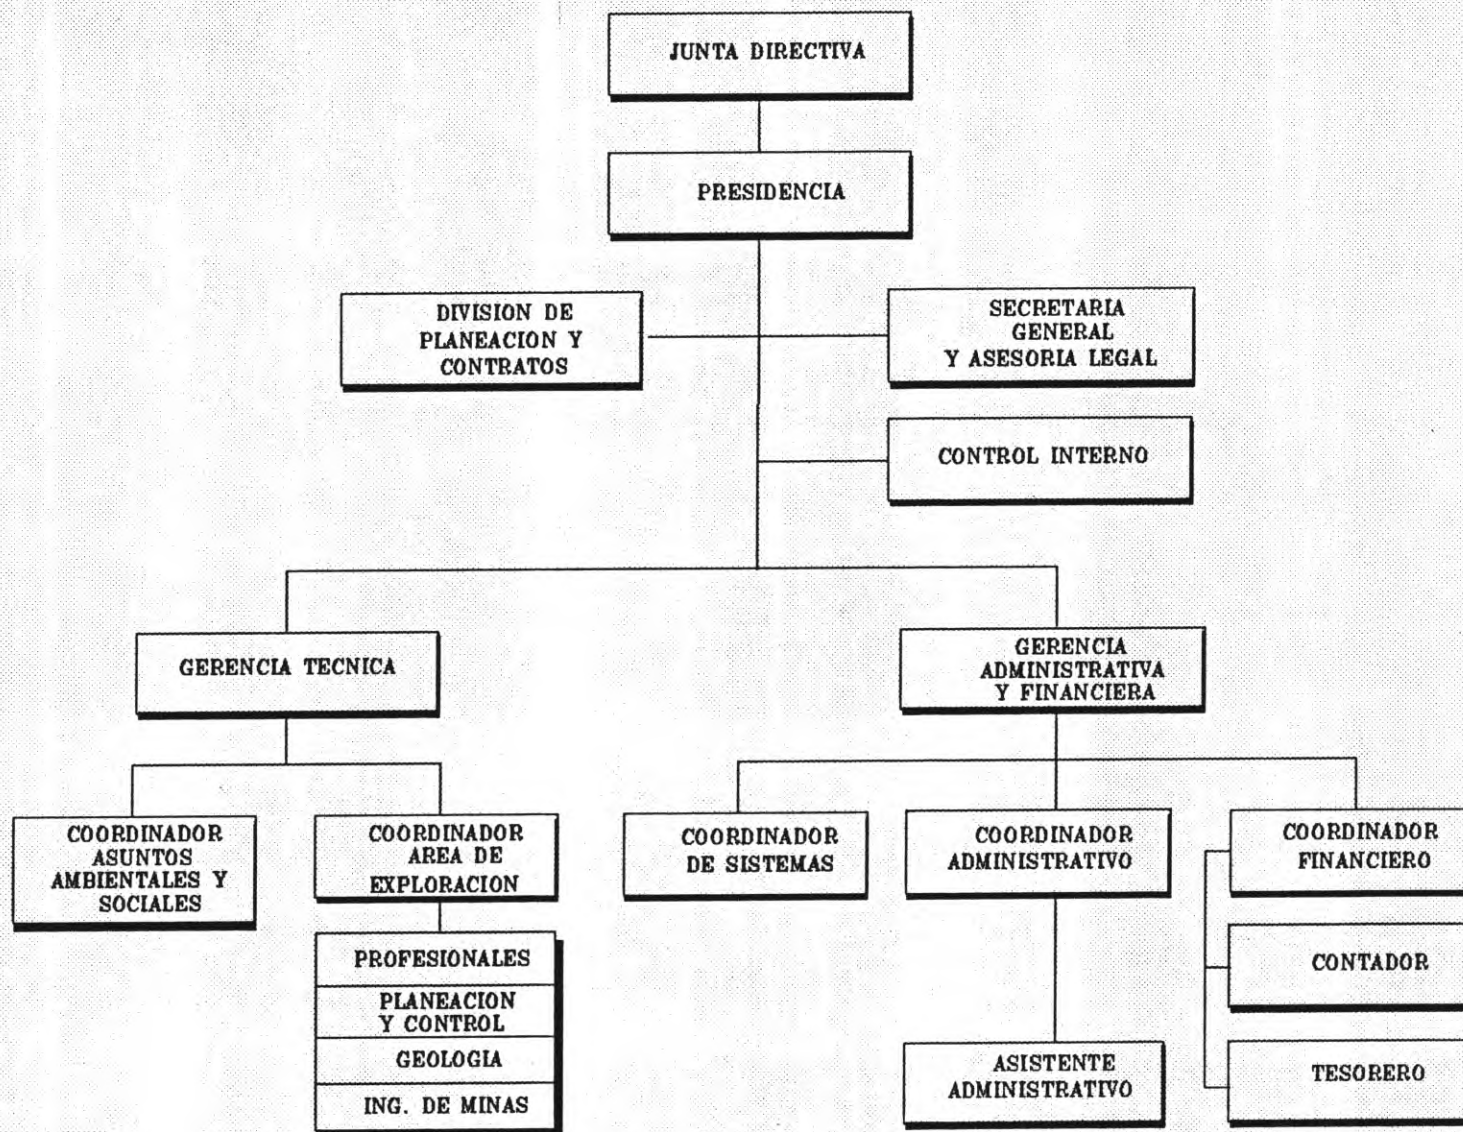 JUNTA DIRECTIVA
PRESIDENCIA
DIVISION DE
PLANEACION Y
CONTRATOS
SECRETARIA
GENERAL
Y ASESORIA LEGAL
CONTROL INTERNO
GERENCIA TECNICA
GERENCIA
ADMINISTRATIVA
Y FINANCIERA
COORDINADOR
ASUNTOS
AMBIENTALES Y
SOCIALES
COORDINADOR
AREA DE
EXPLORACION
PROFESIONALES
PLANEACION
Y CONTROL
GEOLOGIA
ING. DE MINAS
COORDINADOR
DE SISTEMAS
COORDINADOR
ADMINISTRATIVO
ASISTENTE
ADMINISTRATIVO
COORDINADOR
FINANCIERO
CONTADOR
TESORERO